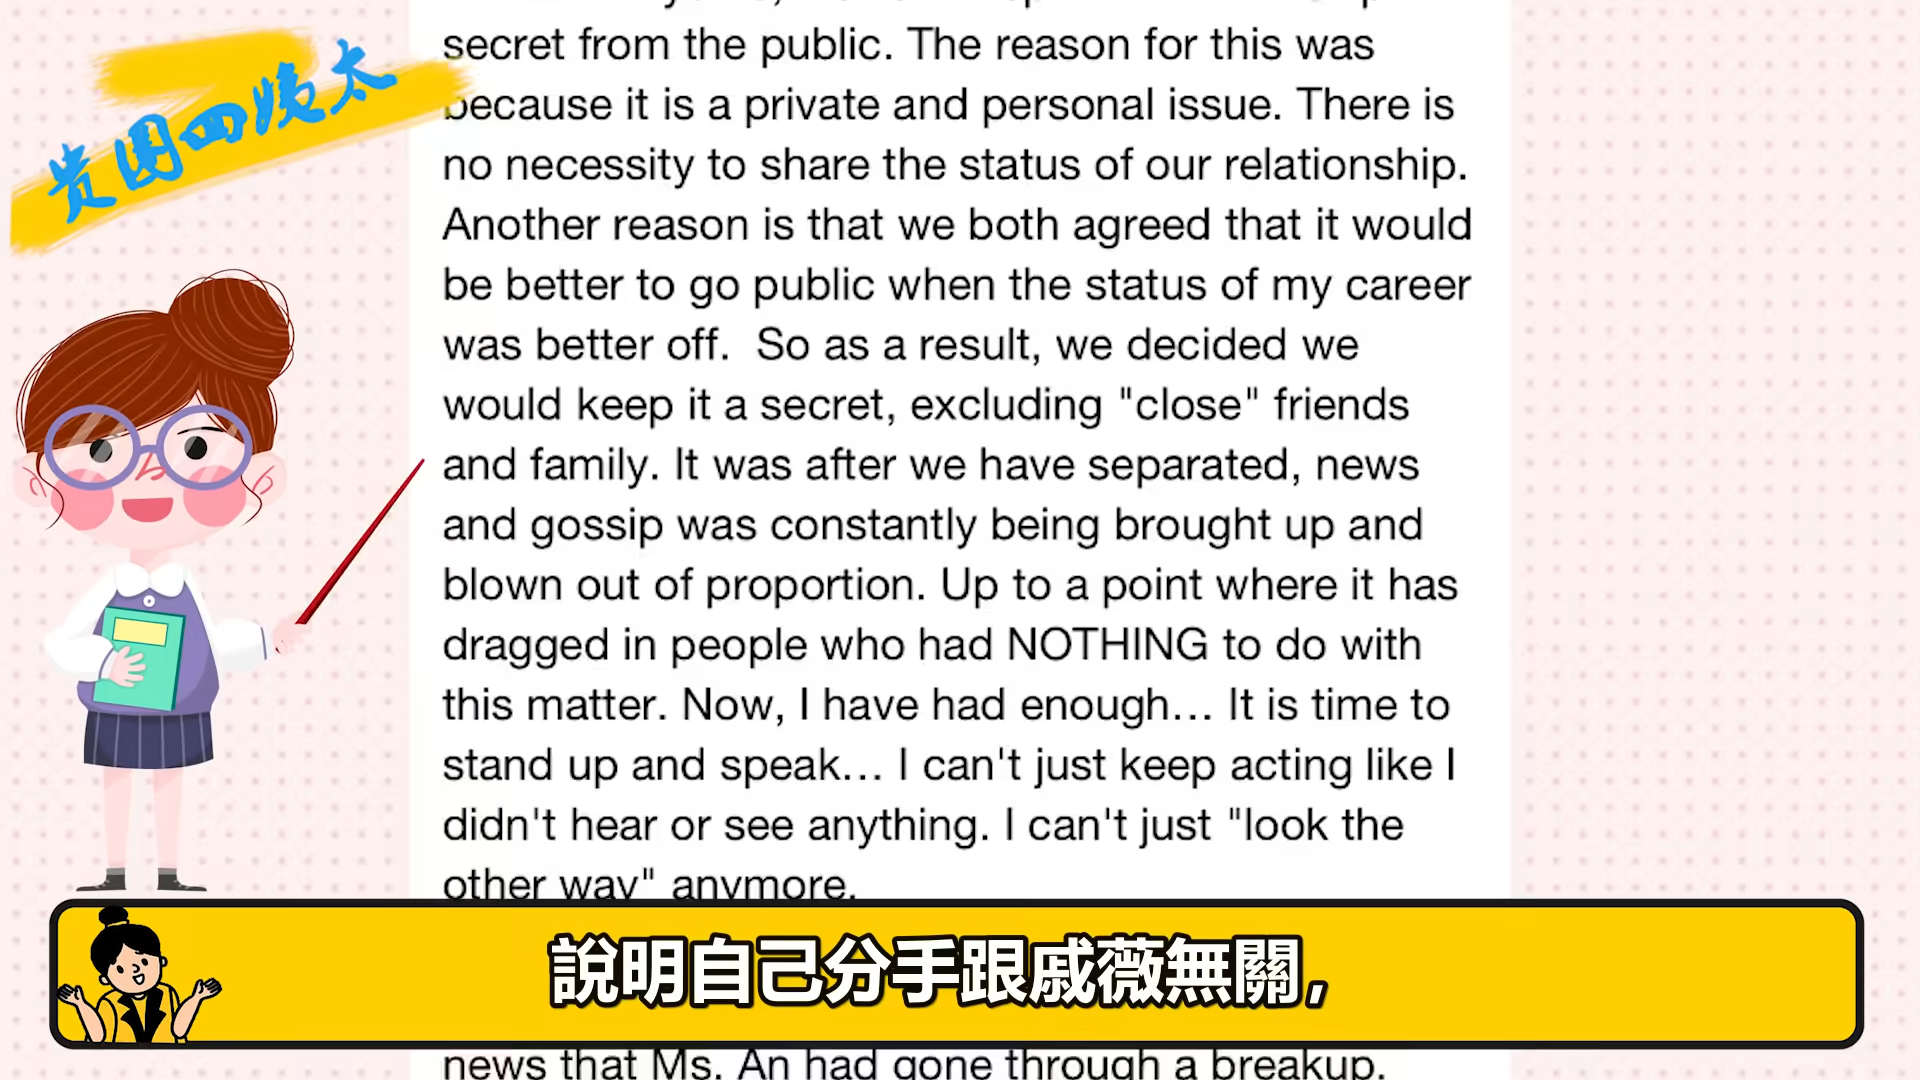 贵圈四姨太
secret from the public. The reason for this was
because it is a private and personal issue. There is
no necessity to share the status of our relationship.
Another reason is that we both agreed that it would
be better to go public when the status of my career
was better off.  So as a result, we decided we
would keep it a secret, excluding "close" friends
and family. It was after we have separated, news
and gossip was constantly being brought up and
blown out of proportion. Up to a point where it has
dragged in people who had NOTHING to do with
this matter. Now, I have had enough... It is time to
stand up and speak... I can't just keep acting like I
didn't hear or see anything. I can't just "look the
other way" anymore.
說明自己分手跟戚薇無關,
news that Ms. An had gone through a breakup.